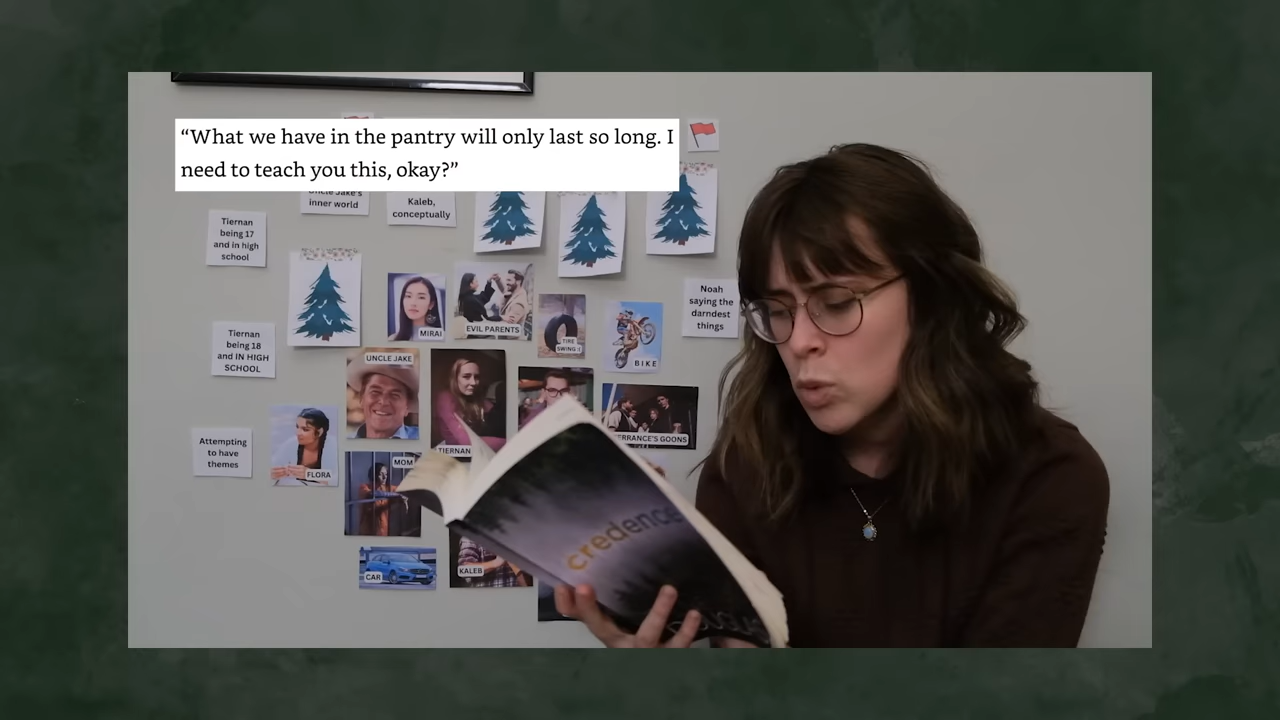 “What we have in the pantry will only last so long. I
need to teach you this, okay?”
Uncle Jake's
inner world
Kaleb,
conceptually
Tiernan
being 17
and in high
school
Noah
saying the
darndest
things
MIRAI
EVIL PARENTS
TIRE
SWING :)
BIKE
Tiernan
being 18
and IN HIGH
SCHOOL
UNCLE JAKE
TIERNAN
TERRANCE'S GOONS
Attempting
to have
themes
FLORA
MOM
credence
CAR
KALEB